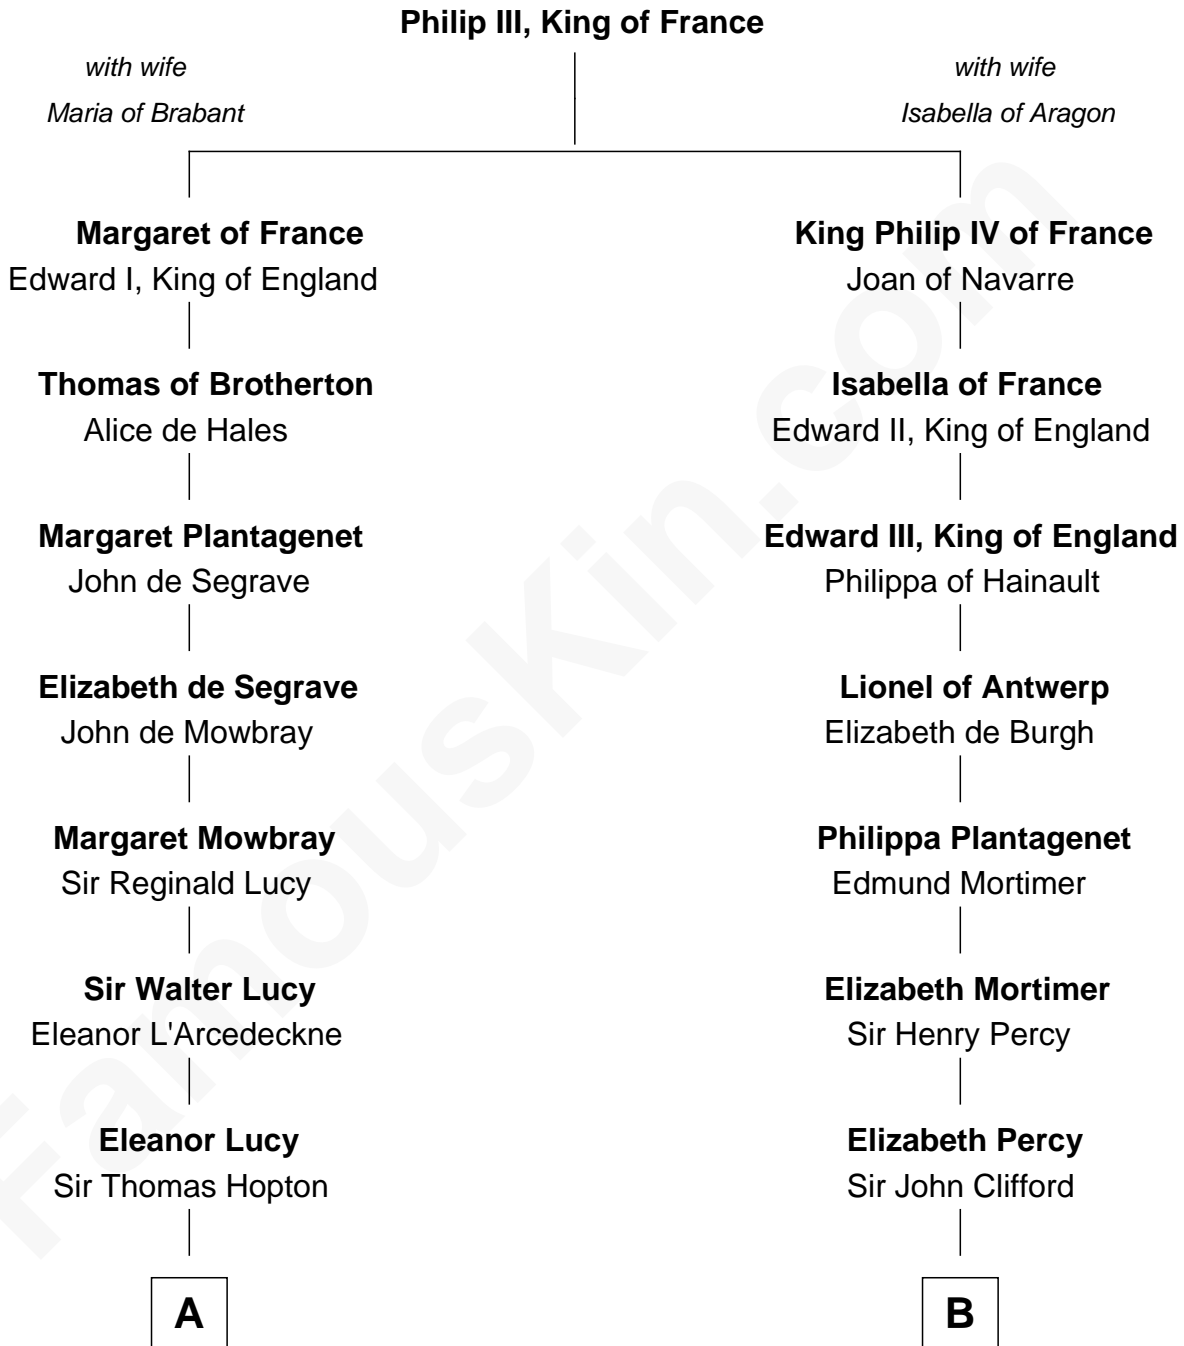 Philip III, King of France
with wife
Maria of Brabant
with wife
Isabella of Aragon
Margaret of France
Edward I, King of England
King Philip IV of France
Joan of Navarre
Thomas of Brotherton
Alice de Hales
Isabella of France
Edward II, King of England
Margaret Plantagenet
John de Segrave
Edward III, King of England
Philippa of Hainault
Elizabeth de Segrave
John de Mowbray
Lionel of Antwerp
Elizabeth de Burgh
Margaret Mowbray
Sir Reginald Lucy
Philippa Plantagenet
Edmund Mortimer
Sir Walter Lucy
Eleanor L'Arcedeckne
Elizabeth Mortimer
Sir Henry Percy
Eleanor Lucy
Sir Thomas Hopton
Elizabeth Percy
Sir John Clifford
A
B
FamousKin.com